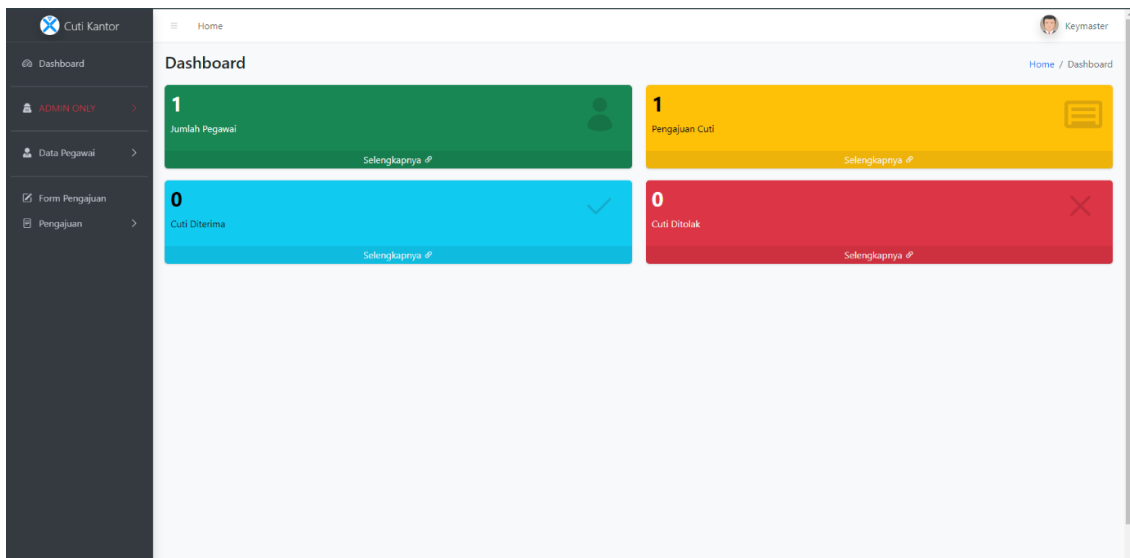 Cuti Kantor
Home
Keymaster
Dashboard
ADMIN ONLY
Data Pegawai
Form Pengajuan
Pengajuan
Dashboard
Home / Dashboard
1
Jumlah Pegawai
Selengkapnya
1
Pengajuan Cuti
Selengkapnya
0
Cuti Diterima
Selengkapnya
0
Cuti Ditolak
Selengkapnya